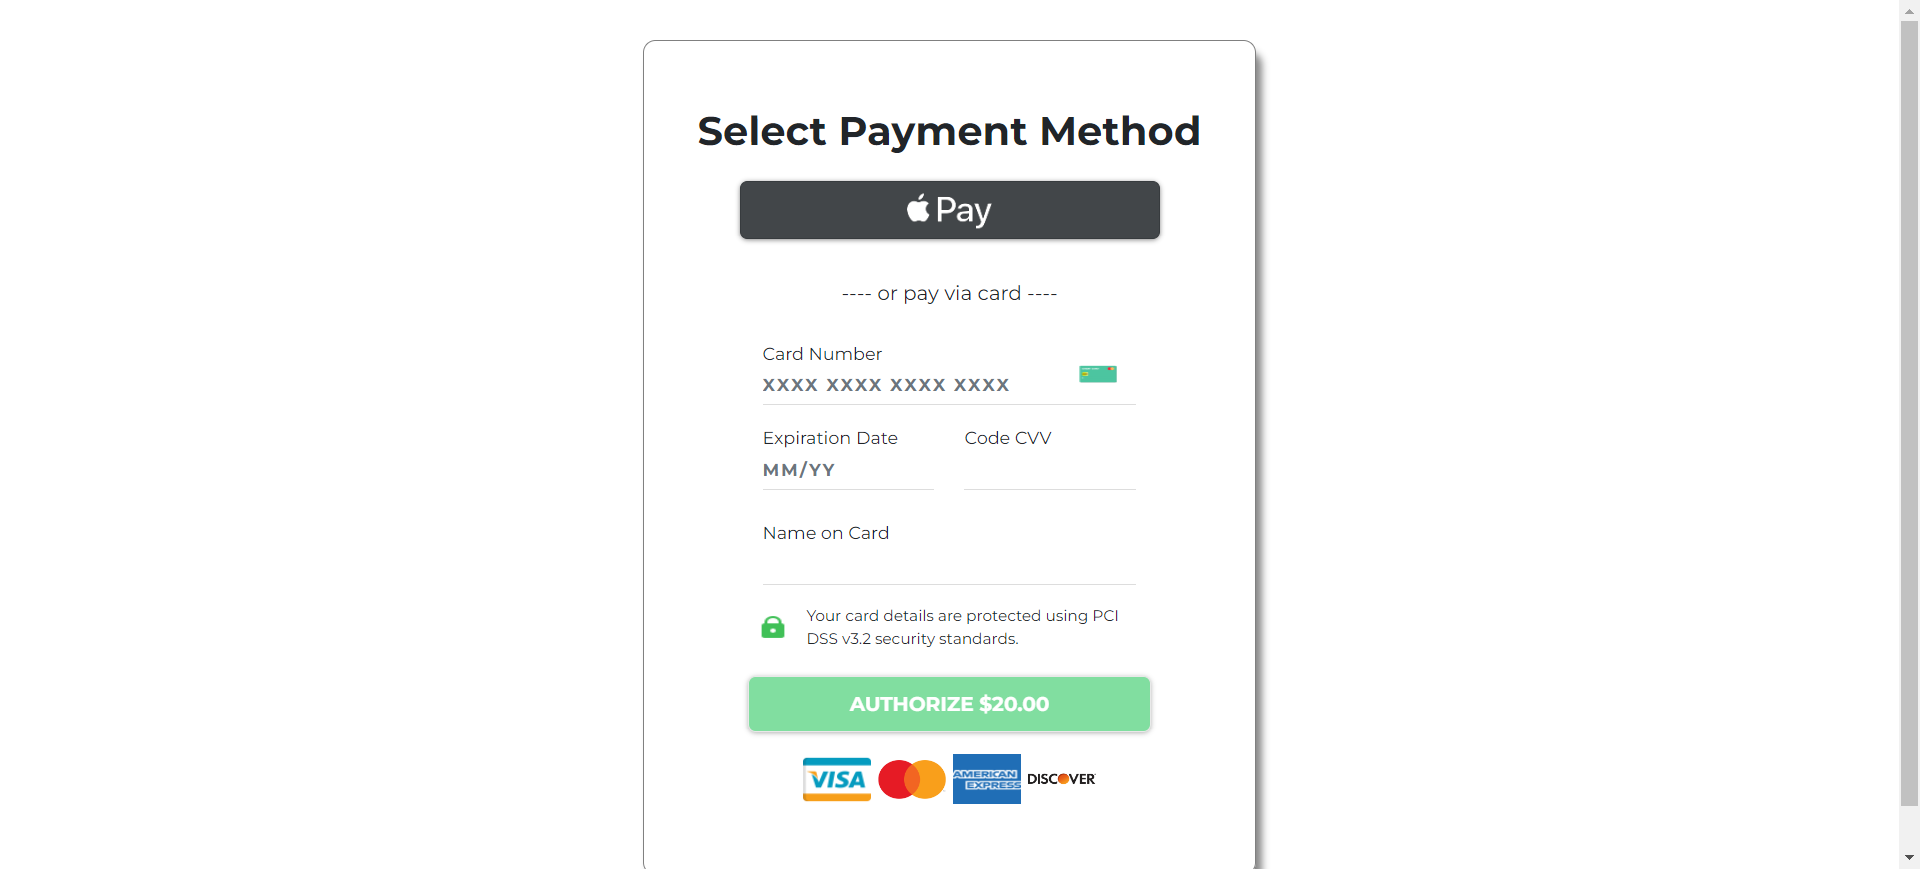 Select Payment Method
Pay
---- or pay via card ----
Card Number
XXXX XXXX XXXX XXXX
Expiration Date
Code CVV
MM/YY
Name on Card
Your card details are protected using PCI
DSS v3.2 security standards.
AUTHORIZE $20.00
VISA
AMERICAN
EXPRESS
DISCOVER